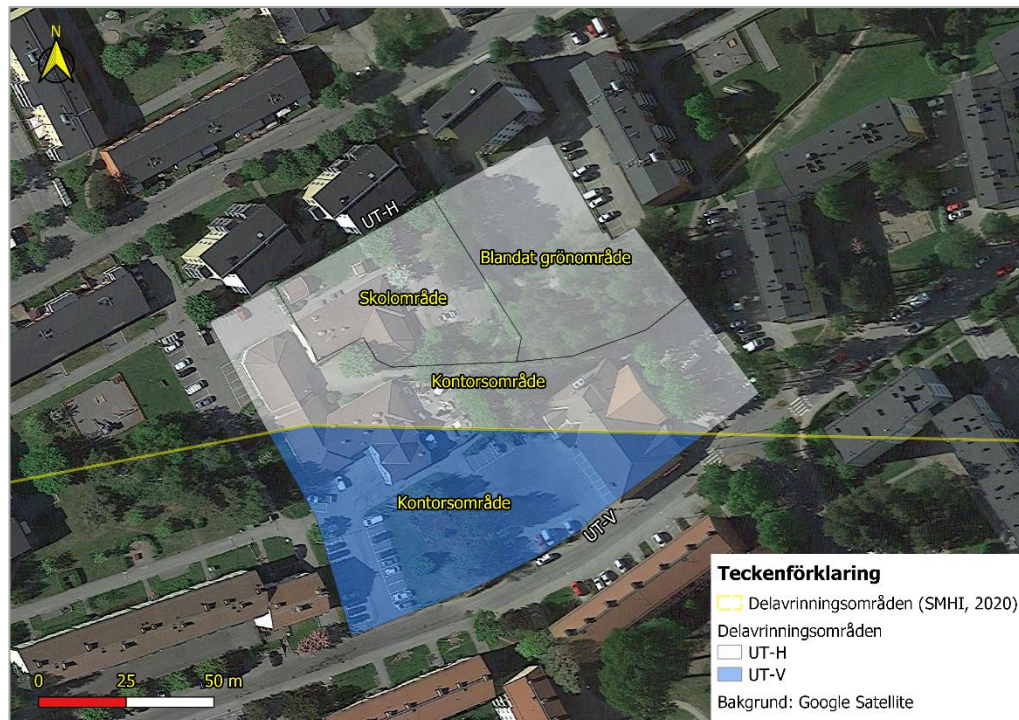 N
UT-H
Blandat grönområde
Skolområde
Kontorsområde
Kontorsområde
UT-V
Teckenförklaring
Delavrinningsområden (SMHI, 2020)
Delavrinningsområden
UT-H
UT-V
Bakgrund: Google Satellite
0 25 50 m